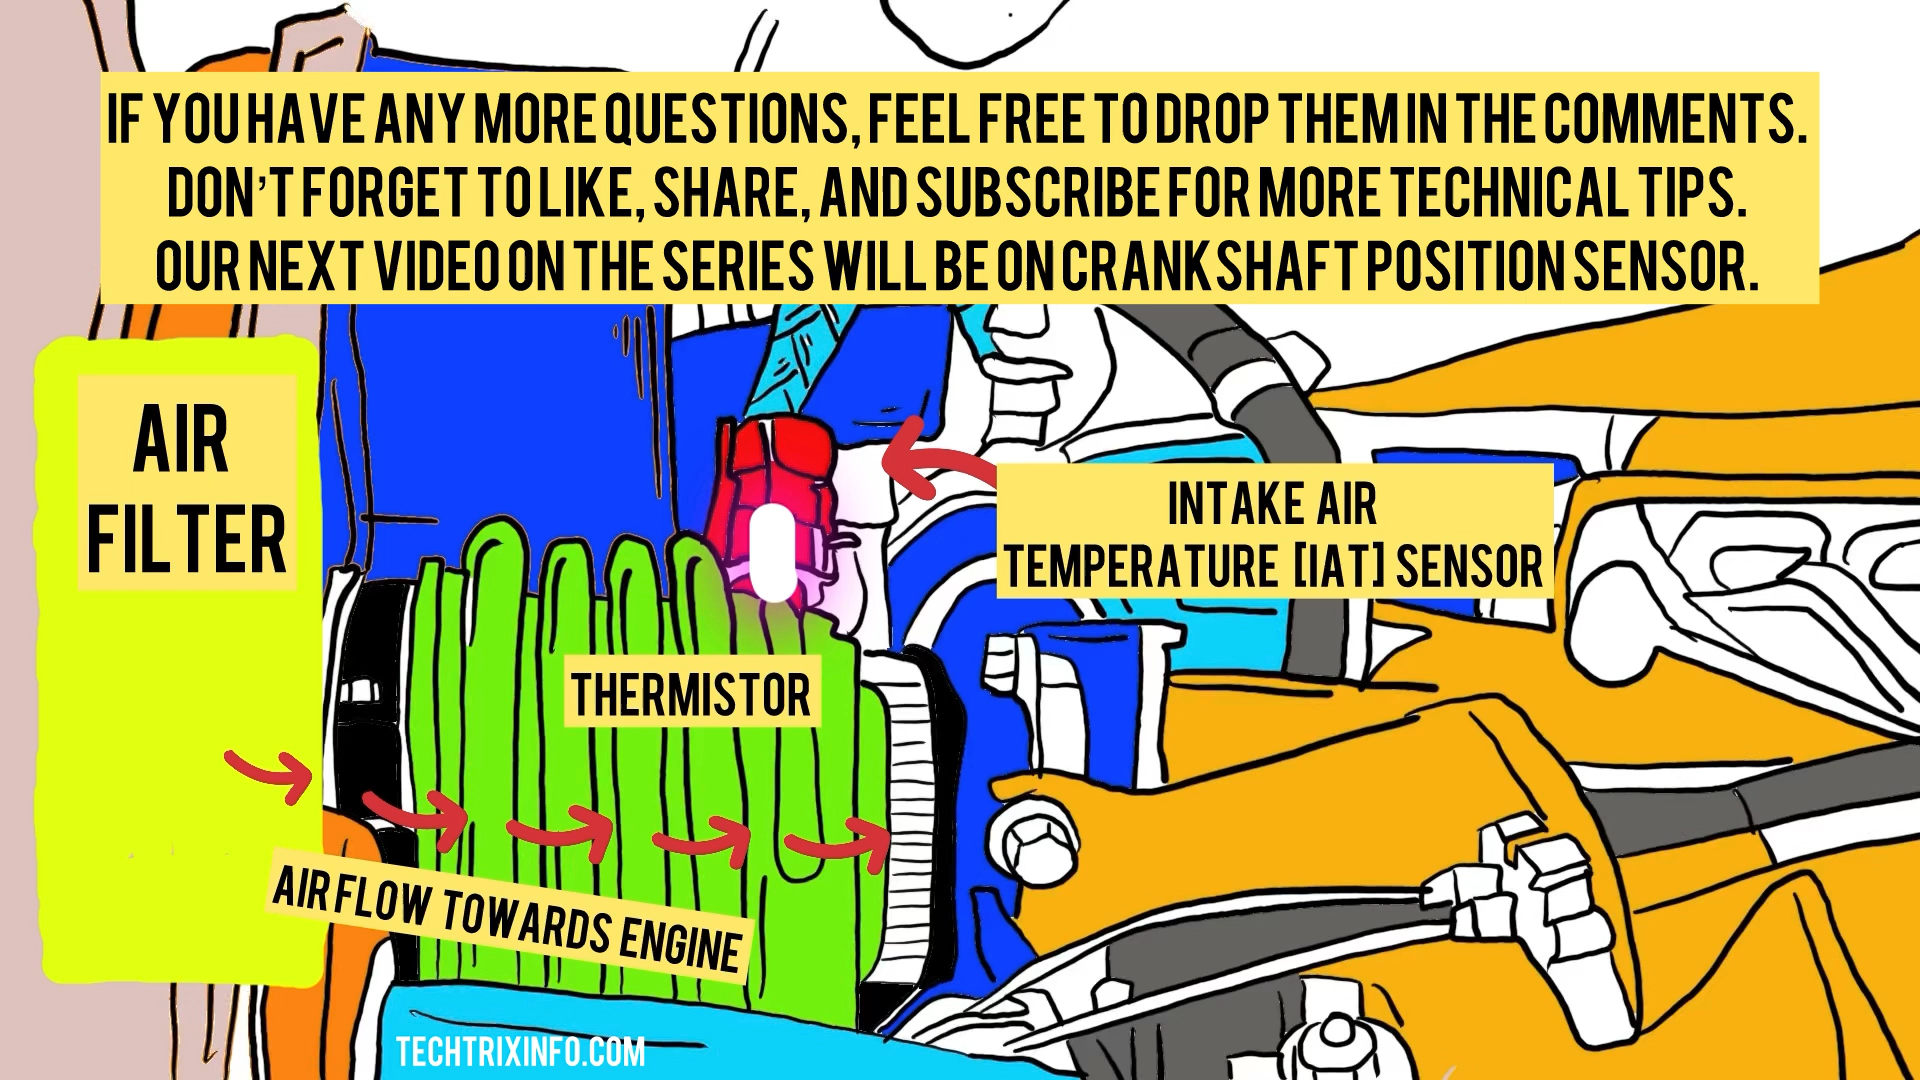 IF YOU HAVE ANY MORE QUESTIONS, FEEL FREE TO DROP THEM IN THE COMMENTS.
DON'T FORGET TO LIKE, SHARE, AND SUBSCRIBE FOR MORE TECHNICAL TIPS.
OUR NEXT VIDEO ON THE SERIES WILL BE ON CRANKSHAFT POSITION SENSOR.
AIR
FILTER
INTAKE AIR
TEMPERATURE [IAT] SENSOR
THERMISTOR
AIR FLOW TOWARDS ENGINE
TECHTRIXINFO.COM